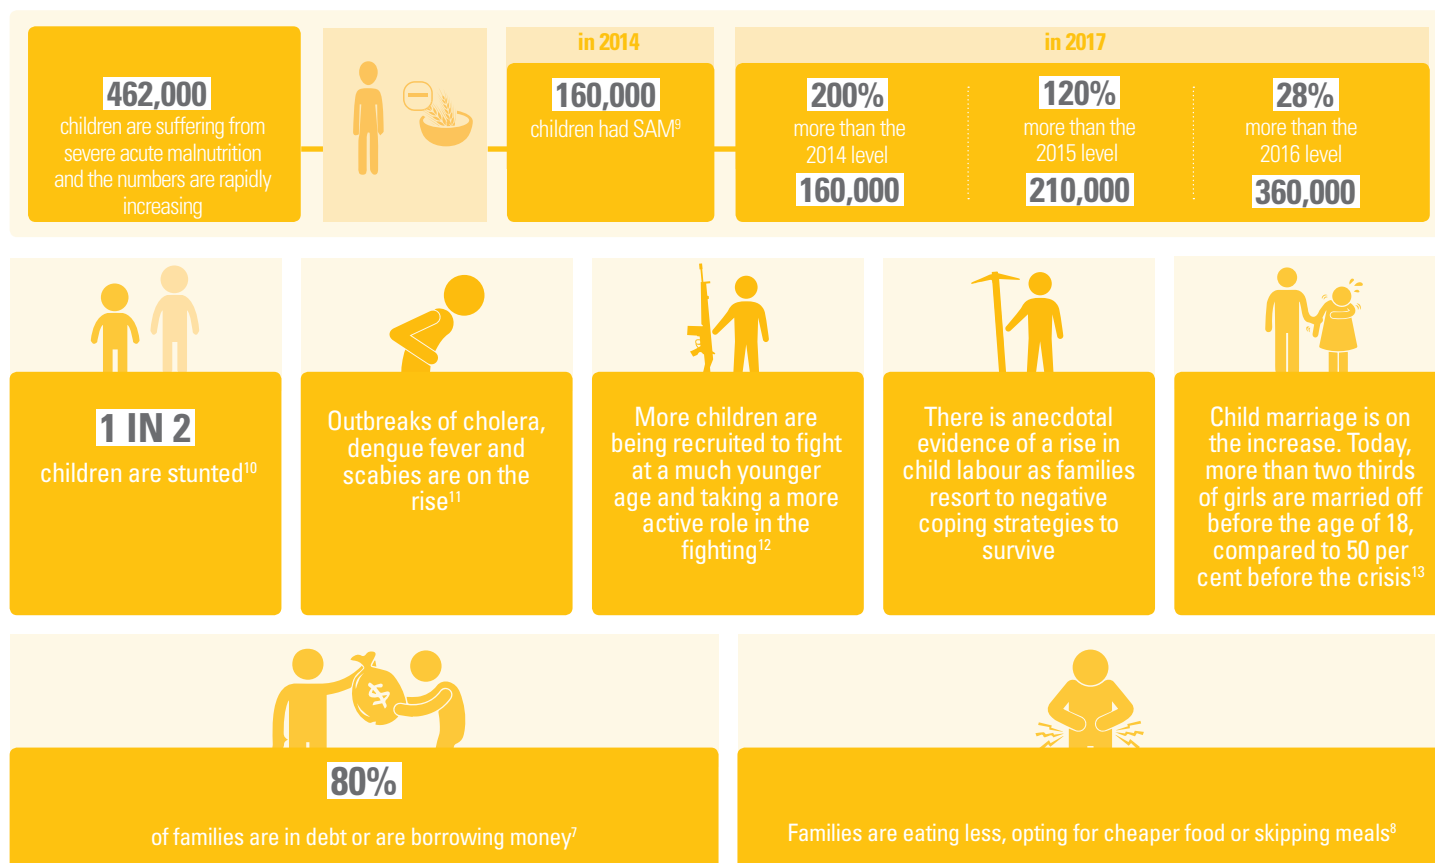 462,000
children are suffering from
severe acute malnutrition
and the numbers are rapidly
increasing
in 2014
160,000
children had SAM⁹
in 2017
200%
more than the
2014 level
160,000
120%
more than the
2015 level
210,000
28%
more than the
2016 level
360,000
1 IN 2
children are stunted¹⁰
Outbreaks of cholera,
dengue fever and
scabies are on the
rise¹¹
More children are
being recruited to fight
at a much younger
age and taking a more
active role in the
fighting¹²
There is anecdotal
evidence of a rise in
child labour as families
resort to negative
coping strategies to
survive
Child marriage is on
the increase. Today,
more than two thirds
of girls are married off
before the age of 18,
compared to 50 per
cent before the crisis¹³
$
80%
of families are in debt or are borrowing money⁷
Families are eating less, opting for cheaper food or skipping meals⁸